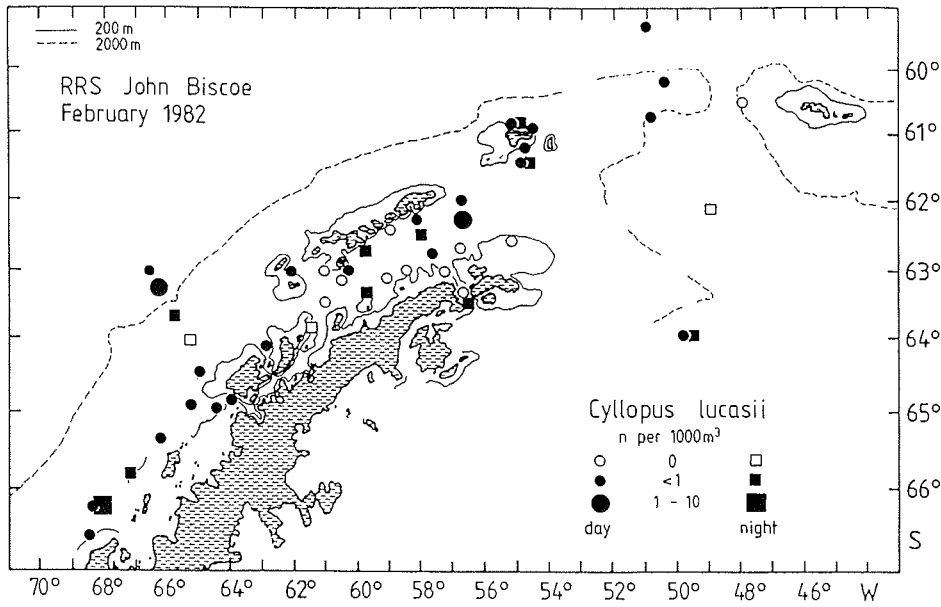 200 m
2000 m
RRS John Biscoe
February 1982
60°
61°
62°
63°
64°
65°
66°
S
Cyllopus lucasii
n per 1000m³
0
<1
1 - 10
day night
70° 68° 66° 64° 62° 60° 58° 56° 54° 52° 50° 48° 46° W